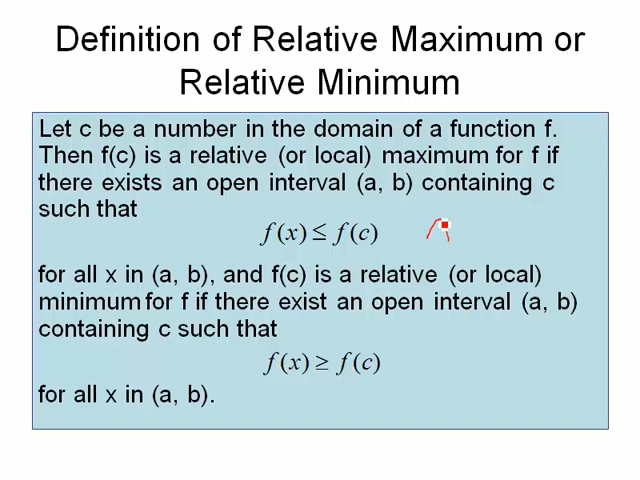 Definition of Relative Maximum or
Relative Minimum
Let c be a number in the domain of a function f.
Then f(c) is a relative (or local) maximum for f if
there exists an open interval (a, b) containing c
such that
f(x) ≤ f(c)
for all x in (a, b), and f(c) is a relative (or local)
minimum for f if there exist an open interval (a, b)
containing c such that
f(x) ≥ f(c)
for all x in (a, b).